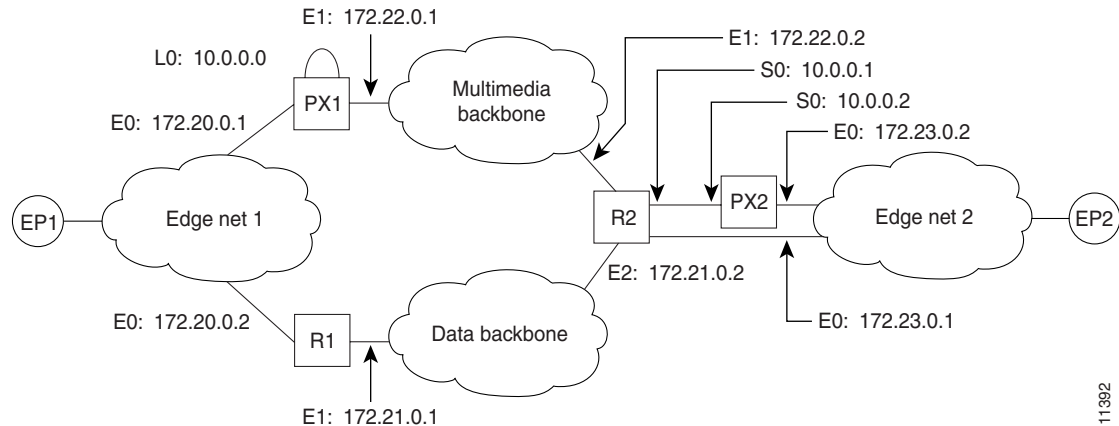 E1: 172.22.0.1
L0: 10.0.0.0
PX1
Multimedia
backbone
E1: 172.22.0.2
S0: 10.0.0.1
S0: 10.0.0.2
E0: 172.23.0.2
E0: 172.20.0.1
EP1
Edge net 1
R2
PX2
Edge net 2
EP2
E2: 172.21.0.2
E0: 172.20.0.2
R1
Data backbone
E0: 172.23.0.1
E1: 172.21.0.1
11392